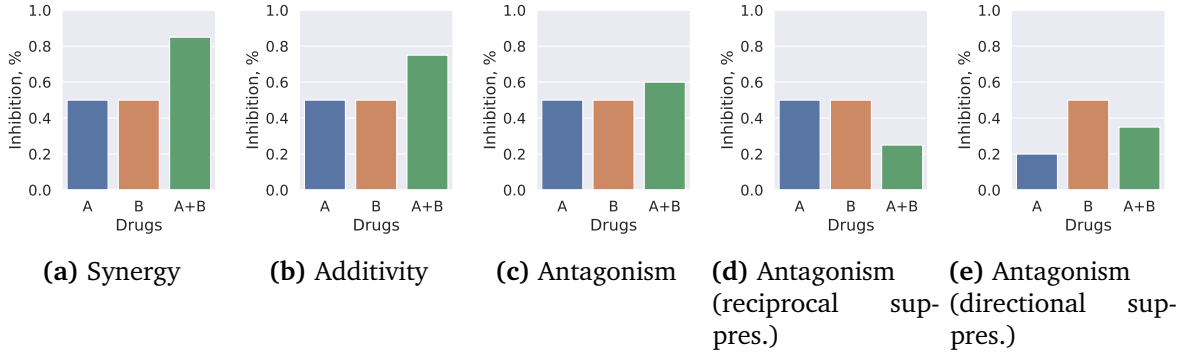 1.0
0.8
0.6
0.4
0.2
0.0
Inhibition, %
A B A+B
Drugs
(a) Synergy
1.0
0.8
0.6
0.4
0.2
0.0
Inhibition, %
A B A+B
Drugs
(b) Additivity
1.0
0.8
0.6
0.4
0.2
0.0
Inhibition, %
A B A+B
Drugs
(c) Antagonism
1.0
0.8
0.6
0.4
0.2
0.0
Inhibition, %
A B A+B
Drugs
(d) Antagonism
(reciprocal sup-
pres.)
1.0
0.8
0.6
0.4
0.2
0.0
Inhibition, %
A B A+B
Drugs
(e) Antagonism
(directional sup-
pres.)